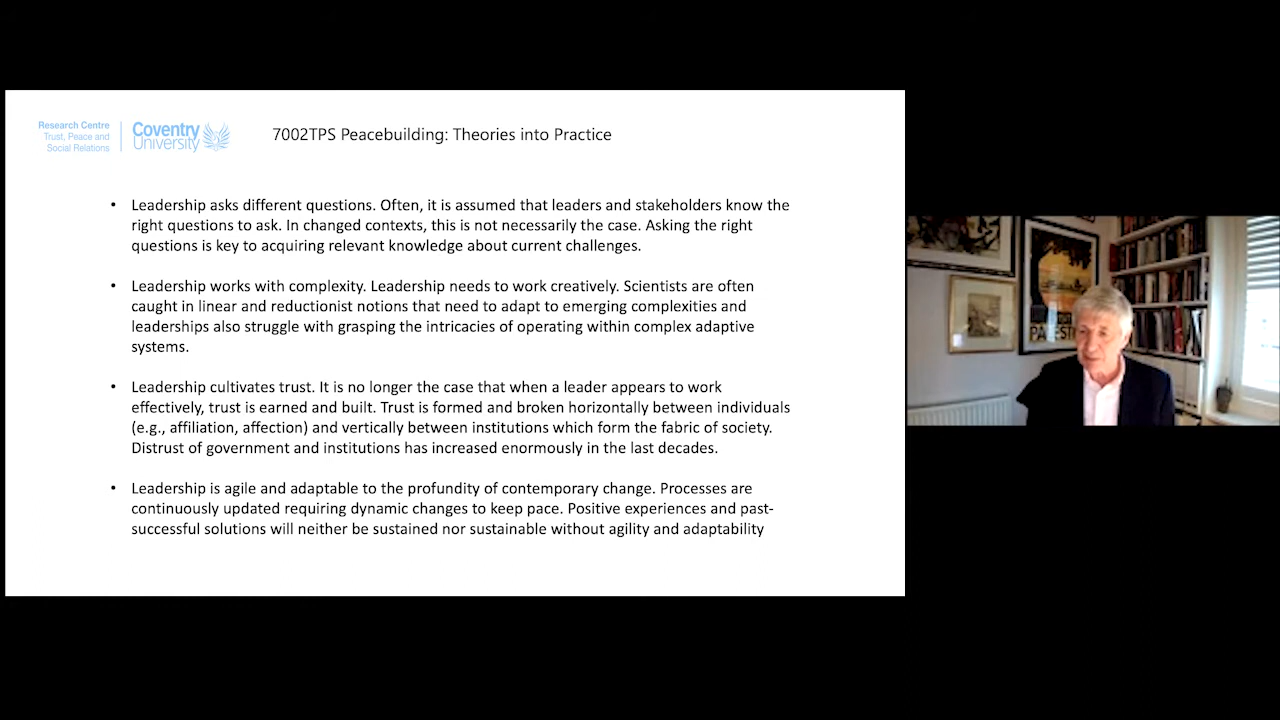 Research Centre
Trust, Peace and
Social Relations
Coventry
University
7002TPS Peacebuilding: Theories into Practice
• Leadership asks different questions. Often, it is assumed that leaders and stakeholders know the
right questions to ask. In changed contexts, this is not necessarily the case. Asking the right
questions is key to acquiring relevant knowledge about current challenges.
• Leadership works with complexity. Leadership needs to work creatively. Scientists are often
caught in linear and reductionist notions that need to adapt to emerging complexities and
leaderships also struggle with grasping the intricacies of operating within complex adaptive
systems.
• Leadership cultivates trust. It is no longer the case that when a leader appears to work
effectively, trust is earned and built. Trust is formed and broken horizontally between individuals
(e.g., affiliation, affection) and vertically between institutions which form the fabric of society.
Distrust of government and institutions has increased enormously in the last decades.
• Leadership is agile and adaptable to the profundity of contemporary change. Processes are
continuously updated requiring dynamic changes to keep pace. Positive experiences and past-
successful solutions will neither be sustained nor sustainable without agility and adaptability